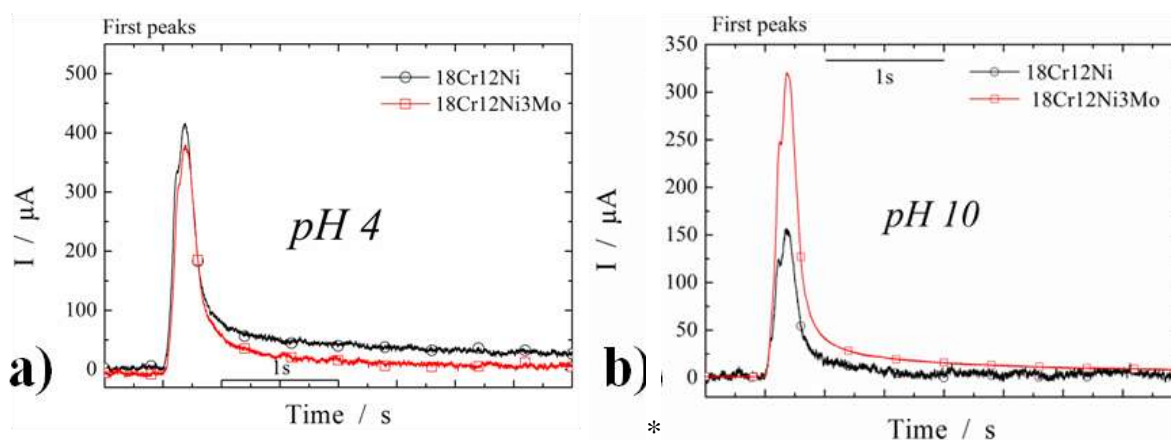 First peaks
500
400
300
200
100
0
I / μA
18Cr12Ni
18Cr12Ni3Mo
pH 4
1s
a)
Time / s
First peaks
350
300
250
200
150
100
50
0
I / μA
1s
18Cr12Ni
18Cr12Ni3Mo
pH 10
b)
Time / s
*